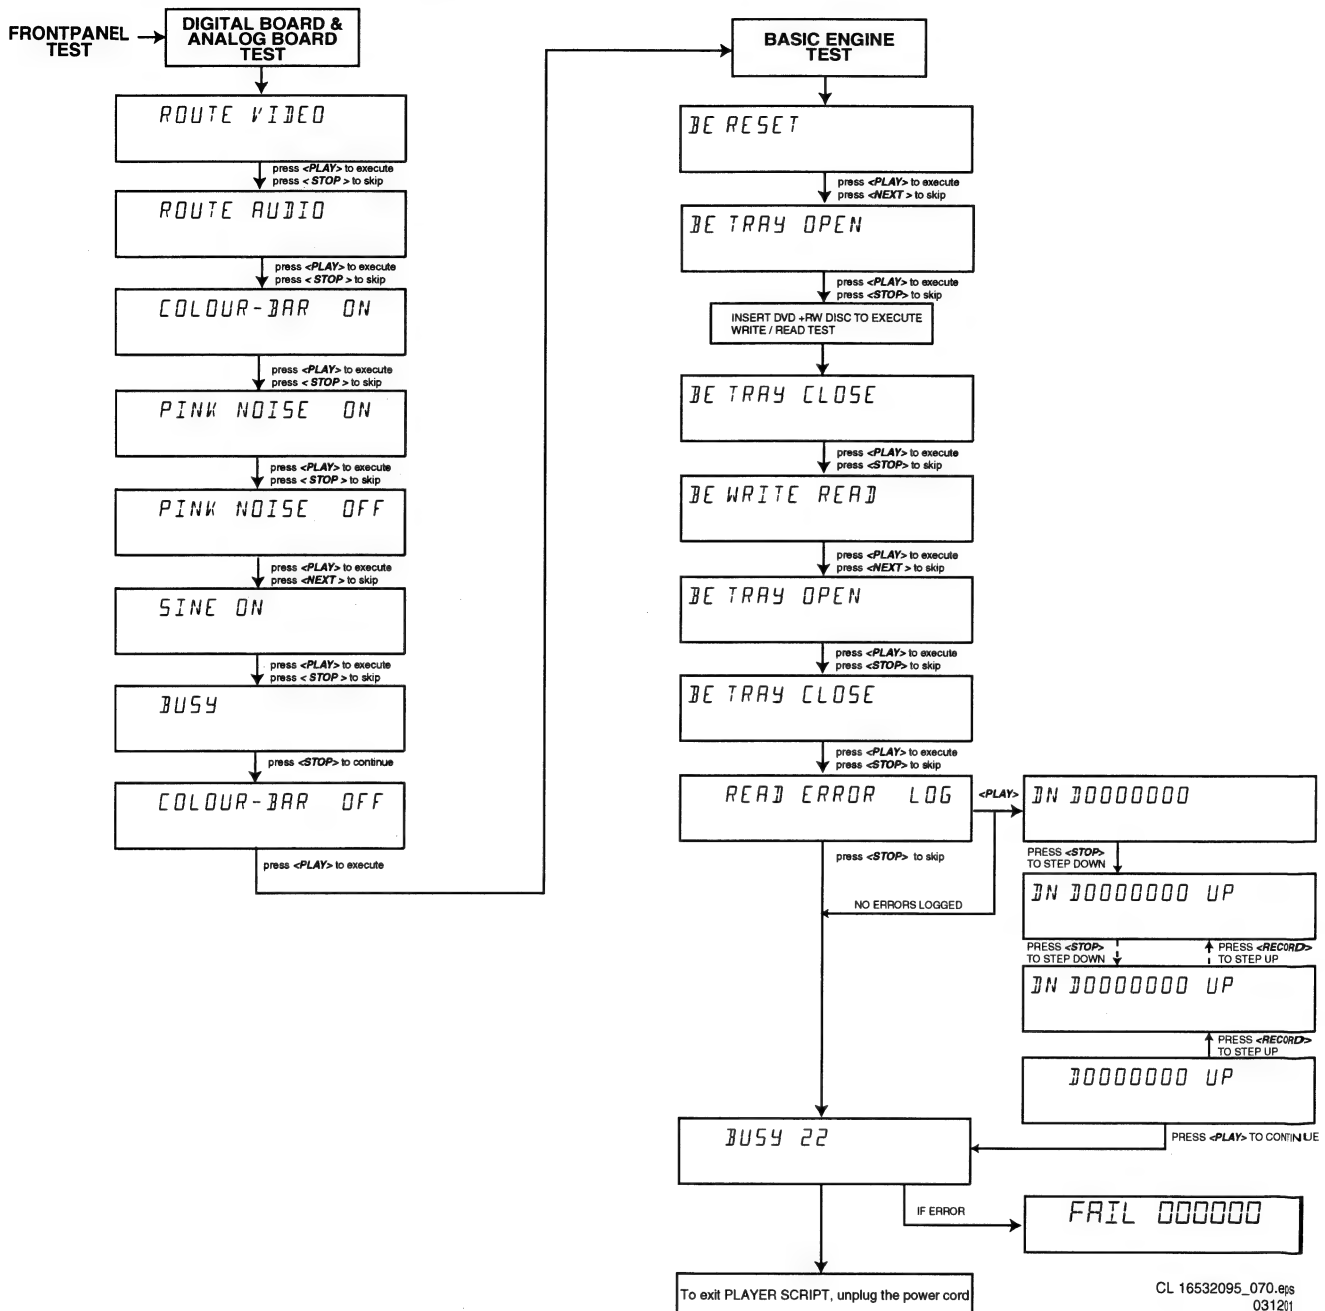 FRONTPANEL
TEST
DIGITAL BOARD &
ANALOG BOARD
TEST
ROUTE VIDEO
press <PLAY> to execute
press < STOP > to skip
ROUTE AUDIO
press <PLAY> to execute
press < STOP > to skip
COLOUR-BAR ON
press <PLAY> to execute
press < STOP > to skip
PINK NOISE ON
press <PLAY> to execute
press < STOP > to skip
PINK NOISE OFF
press <PLAY> to execute
press <NEXT > to skip
SINE ON
press <PLAY> to execute
press < STOP > to skip
BUSY
press <STOP> to continue
COLOUR-BAR OFF
press <PLAY> to execute
BASIC ENGINE
TEST
BE RESET
press <PLAY> to execute
press <NEXT > to skip
BE TRAY OPEN
press <PLAY> to execute
press <STOP> to skip
INSERT DVD +RW DISC TO EXECUTE
WRITE / READ TEST
BE TRAY CLOSE
press <PLAY> to execute
press <STOP> to skip
BE WRITE READ
press <PLAY> to execute
press <NEXT > to skip
BE TRAY OPEN
press <PLAY> to execute
press <STOP> to skip
BE TRAY CLOSE
press <PLAY> to execute
press <STOP> to skip
READ ERROR LOG
<PLAY>
DN D0000000
press <STOP> to skip
PRESS <STOP>
TO STEP DOWN
DN D0000000 UP
NO ERRORS LOGGED
PRESS <STOP>
TO STEP DOWN
PRESS <RECORD>
TO STEP UP
DN D0000000 UP
PRESS <RECORD>
TO STEP UP
D0000000 UP
PRESS <PLAY> TO CONTINUE
BUSY 22
IF ERROR
FAIL 000000
To exit PLAYER SCRIPT, unplug the power cord
CL 16532095_070.eps
031201